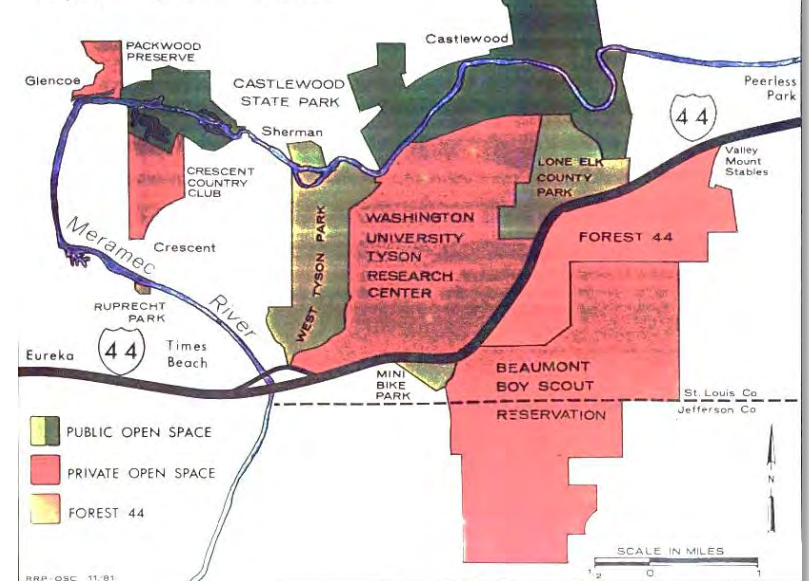 PACKWOOD
PRESERVE
Glencoe
CASTLEWOOD
STATE PARK
Castlewood
Peerless
Park
44
Sherman
Valley
Mount
Stables
LONE ELK
COUNTY
PARK
CRESCENT
COUNTRY
CLUB
WASHINGTON
UNIVERSITY
TYSON
RESEARCH
CENTER
WEST TYSON PARK
FOREST 44
Crescent
Meramec
River
RUPRECHT
PARK
Eureka
44
Times
Beach
MINI
BIKE
PARK
BEAUMONT
BOY SCOUT
RESERVATION
St. Louis Co
Jefferson Co
PUBLIC OPEN SPACE
PRIVATE OPEN SPACE
FOREST 44
N
SCALE IN MILES
1/2 0 1
RRP-OSC 11/81